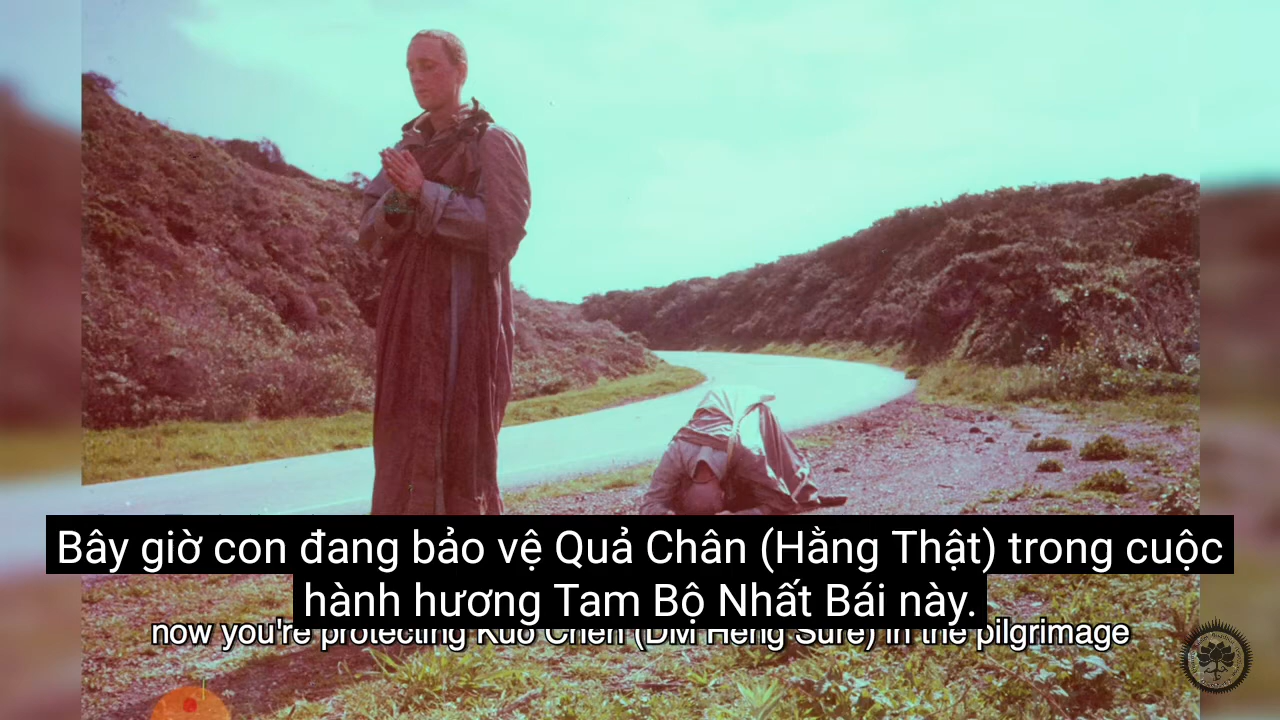 Bây giờ con đang bảo vệ Quả Chân (Hằng Thật) trong cuộc
hành hương Tam Bộ Nhất Bái này.
now you're protecting Kuo Chen (DM Heng Sure) in the pilgrimage